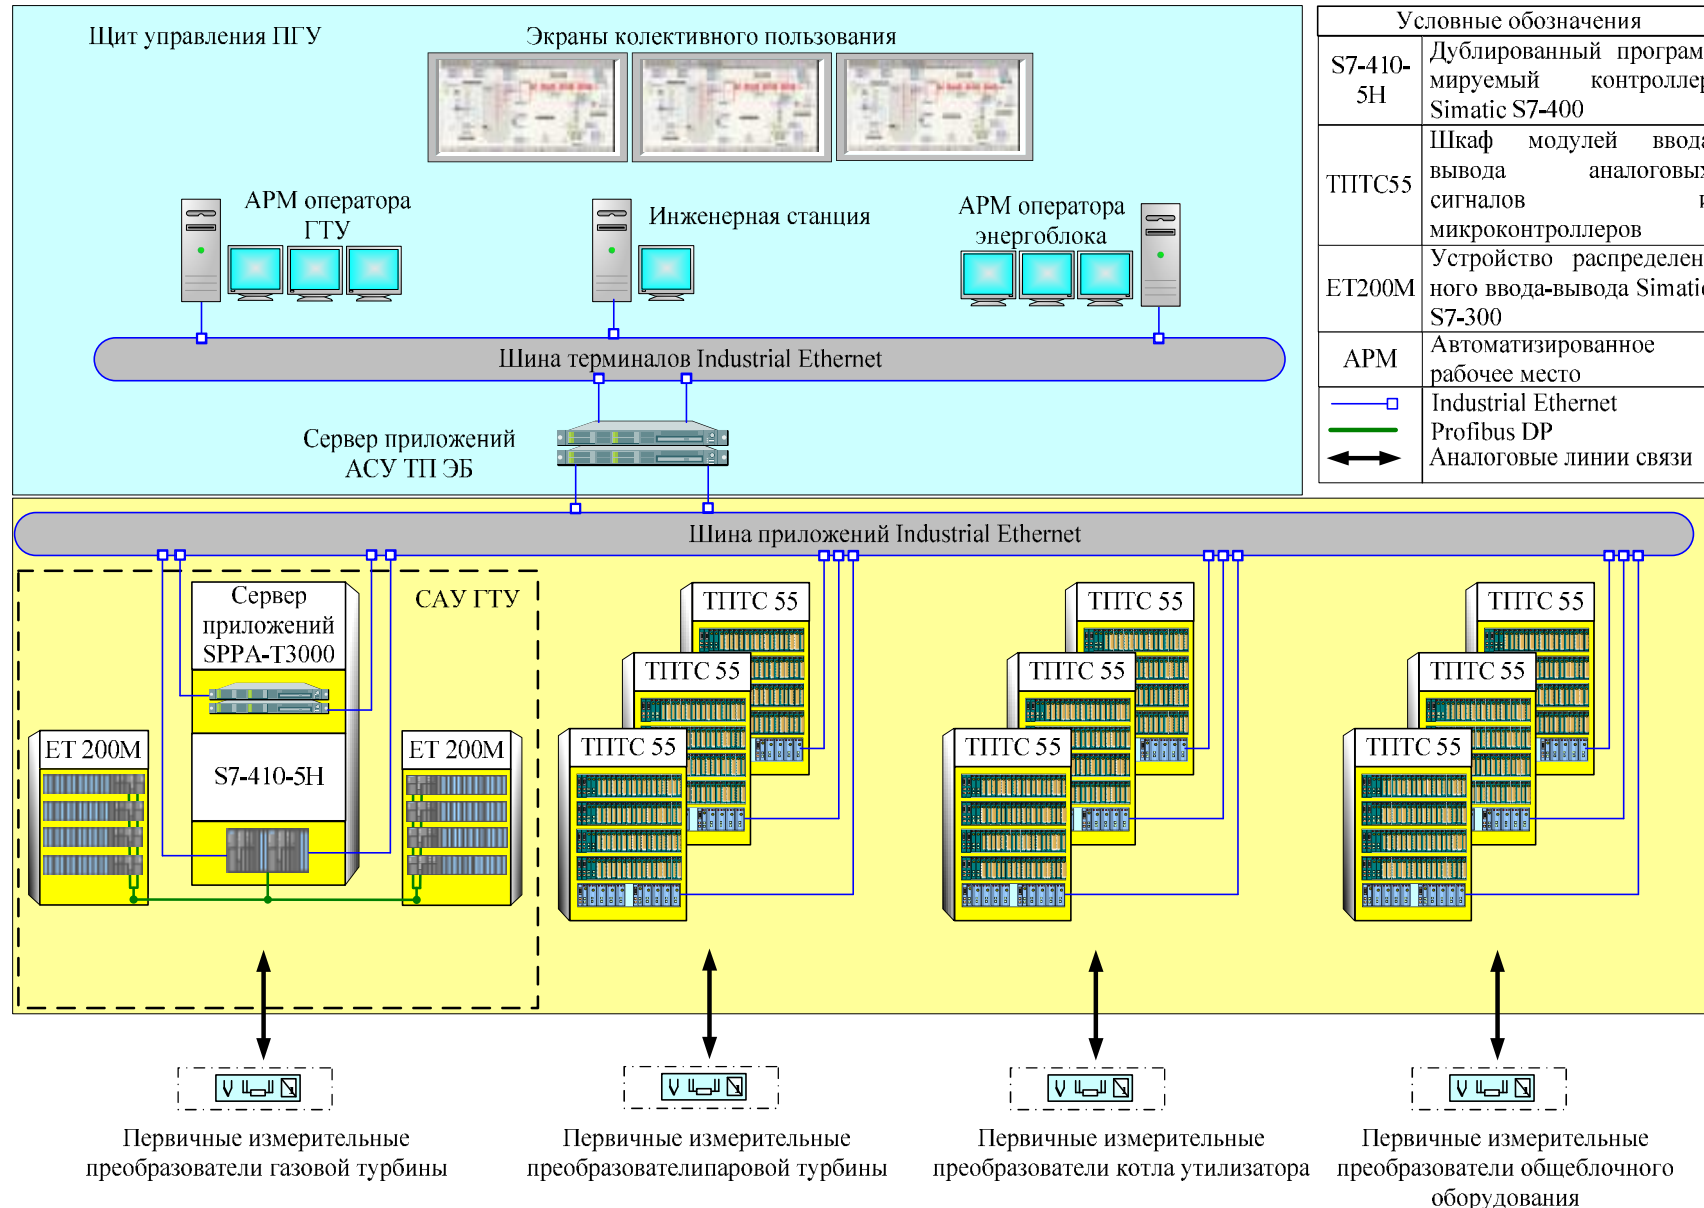 Щит управления ПГУ
Экраны колективного пользования
АРМ оператора
ГТУ
Инженерная станция
АРМ оператора
энергоблока
Шина терминалов Industrial Ethernet
Сервер приложений
АСУ ТП ЭБ
Условные обозначения
S7-410-
5H
Дублированный програм
мируемый контроллер
Simatic S7-400
ТПТС55
Шкаф модулей ввода
вывода аналоговых
сигналов и
микроконтроллеров
ET200M
Устройство распределен
ного ввода-вывода Simatic
S7-300
АРМ
Автоматизированное
рабочее место
Industrial Ethernet
Profibus DP
Аналоговые линии связи
Шина приложений Industrial Ethernet
САУ ГТУ
Сервер
приложений
SPPA-T3000
S7-410-5H
ET 200M
ET 200M
ТПТС 55
ТПТС 55
ТПТС 55
ТПТС 55
ТПТС 55
ТПТС 55
ТПТС 55
ТПТС 55
ТПТС 55
Первичные измерительные
преобразователи газовой турбины
Первичные измерительные
преобразователипаровой турбины
Первичные измерительные
преобразователи котла утилизатора
Первичные измерительные
преобразователи общеблочного
оборудования